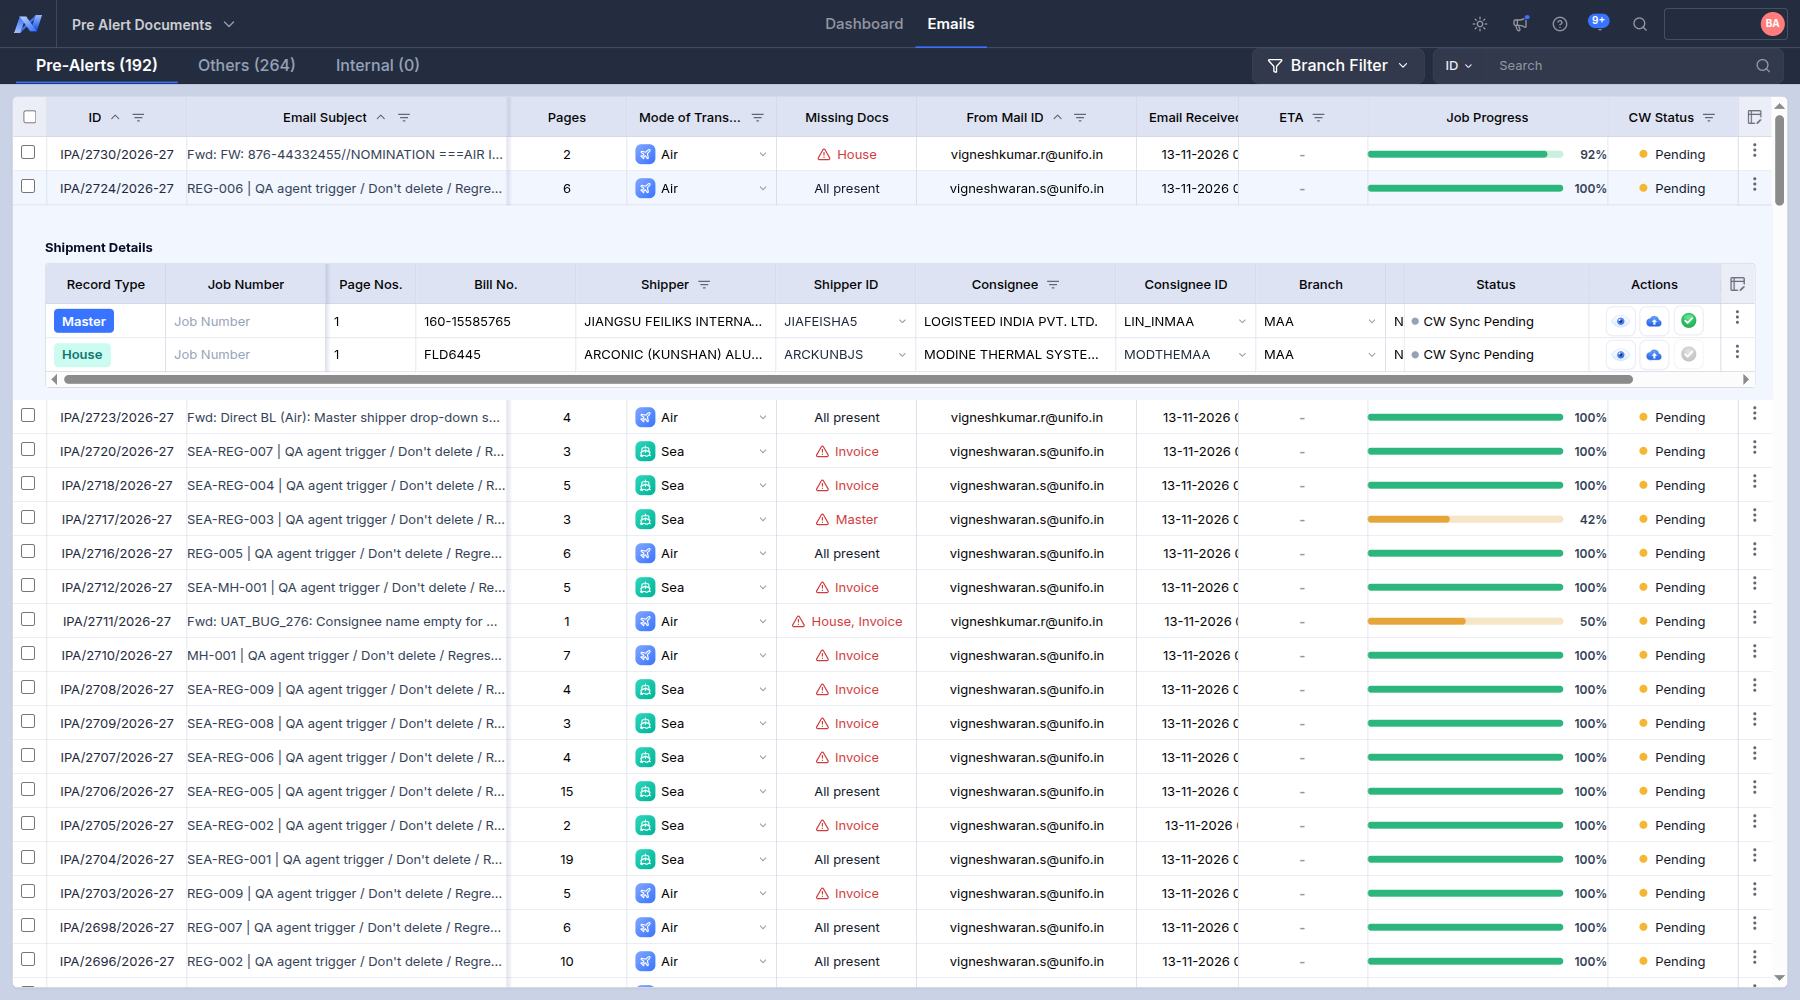 Pre Alert Documents Dashboard Emails 9+ BA
Pre-Alerts (192) Others (264) Internal (0) Branch Filter ID Search
ID Email Subject Pages Mode of Trans... Missing Docs From Mail ID Email Received ETA Job Progress CW Status
IPA/2730/2026-27 Fwd: FW: 876-44332455//NOMINATION ===AIR I... 2 Air House vigneshkumar.r@unifo.in 13-11-2026 0 - 92% Pending
IPA/2724/2026-27 REG-006 | QA agent trigger / Don't delete / Regre... 6 Air All present vigneshwaran.s@unifo.in 13-11-2026 0 - 100% Pending
Shipment Details
Record Type Job Number Page Nos. Bill No. Shipper Shipper ID Consignee Consignee ID Branch Status Actions
Master Job Number 1 160-15585765 JIANGSU FEILIKS INTERNA... JIAFEISHA5 LOGISTEED INDIA PVT. LTD. LIN_INMAA MAA N CW Sync Pending
House Job Number 1 FLD6445 ARCONIC (KUNSHAN) ALU... ARCKUNBJS MODINE THERMAL SYSTE... MODTHEMAA MAA N CW Sync Pending
IPA/2723/2026-27 Fwd: Direct BL (Air): Master shipper drop-down s... 4 Air All present vigneshkumar.r@unifo.in 13-11-2026 0 - 100% Pending
IPA/2720/2026-27 SEA-REG-007 | QA agent trigger / Don't delete / R... 3 Sea Invoice vigneshwaran.s@unifo.in 13-11-2026 0 - 100% Pending
IPA/2718/2026-27 SEA-REG-004 | QA agent trigger / Don't delete / R... 5 Sea Invoice vigneshwaran.s@unifo.in 13-11-2026 0 - 100% Pending
IPA/2717/2026-27 SEA-REG-003 | QA agent trigger / Don't delete / R... 3 Sea Master vigneshwaran.s@unifo.in 13-11-2026 0 - 42% Pending
IPA/2716/2026-27 REG-005 | QA agent trigger / Don't delete / Regre... 6 Air All present vigneshwaran.s@unifo.in 13-11-2026 0 - 100% Pending
IPA/2712/2026-27 SEA-MH-001 | QA agent trigger / Don't delete / Re... 5 Sea Invoice vigneshwaran.s@unifo.in 13-11-2026 0 - 100% Pending
IPA/2711/2026-27 Fwd: UAT_BUG_276: Consignee name empty for ... 1 Air House, Invoice vigneshkumar.r@unifo.in 13-11-2026 0 - 50% Pending
IPA/2710/2026-27 MH-001 | QA agent trigger / Don't delete / Regres... 7 Air Invoice vigneshwaran.s@unifo.in 13-11-2026 0 - 100% Pending
IPA/2708/2026-27 SEA-REG-009 | QA agent trigger / Don't delete / R... 4 Sea Invoice vigneshwaran.s@unifo.in 13-11-2026 0 - 100% Pending
IPA/2709/2026-27 SEA-REG-008 | QA agent trigger / Don't delete / R... 3 Sea Invoice vigneshwaran.s@unifo.in 13-11-2026 0 - 100% Pending
IPA/2707/2026-27 SEA-REG-006 | QA agent trigger / Don't delete / R... 4 Sea Invoice vigneshwaran.s@unifo.in 13-11-2026 0 - 100% Pending
IPA/2706/2026-27 SEA-REG-005 | QA agent trigger / Don't delete / R... 15 Sea All present vigneshwaran.s@unifo.in 13-11-2026 0 - 100% Pending
IPA/2705/2026-27 SEA-REG-002 | QA agent trigger / Don't delete / R... 2 Sea Invoice vigneshwaran.s@unifo.in 13-11-2026 - 100% Pending
IPA/2704/2026-27 SEA-REG-001 | QA agent trigger / Don't delete / R... 19 Sea All present vigneshwaran.s@unifo.in 13-11-2026 0 - 100% Pending
IPA/2703/2026-27 REG-009 | QA agent trigger / Don't delete / Regre... 5 Air Invoice vigneshwaran.s@unifo.in 13-11-2026 0 - 100% Pending
IPA/2698/2026-27 REG-007 | QA agent trigger / Don't delete / Regre... 6 Air All present vigneshwaran.s@unifo.in 13-11-2026 0 - 100% Pending
IPA/2696/2026-27 REG-002 | QA agent trigger / Don't delete / Regre... 10 Air All present vigneshwaran.s@unifo.in 13-11-2026 0 - 100% Pending